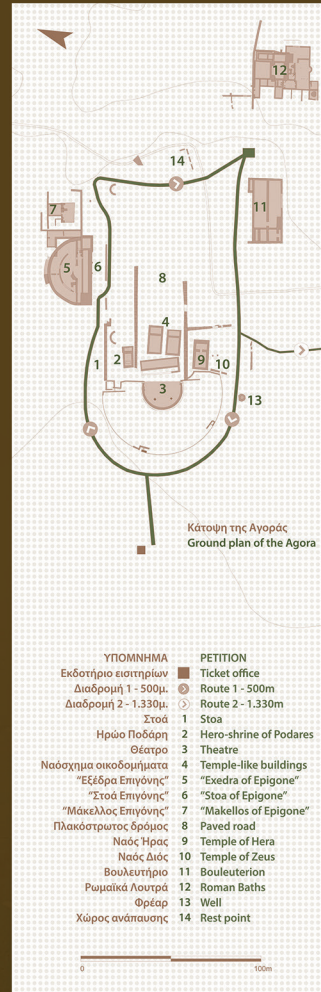 12
14
7
11
5
6
8
4
1
2
9
10
3
13
Κάτοψη της Αγοράς
Ground plan of the Agora
ΥΠΟΜΝΗΜΑ PETITION
Εκδοτήριο εισιτηρίων Ticket office
Διαδρομή 1 - 500μ. Route 1 - 500m
Διαδρομή 2 - 1.330μ. Route 2 - 1.330m
Στοά 1 Stoa
Ηρώο Ποδάρη 2 Hero-shrine of Podares
Θέατρο 3 Theatre
Ναόσχημα οικοδομήματα 4 Temple-like buildings
“Εξέδρα Επιγόνης” 5 “Exedra of Epigone”
“Στοά Επιγόνης” 6 “Stoa of Epigone”
“Μάκελλος Επιγόνης” 7 “Makellos of Epigone”
Πλακόστρωτος δρόμος 8 Paved road
Ναός Ήρας 9 Temple of Hera
Ναός Διός 10 Temple of Zeus
Βουλευτήριο 11 Bouleuterion
Ρωμαϊκά Λουτρά 12 Roman Baths
Φρέαρ 13 Well
Χώρος ανάπαυσης 14 Rest point
0 100m